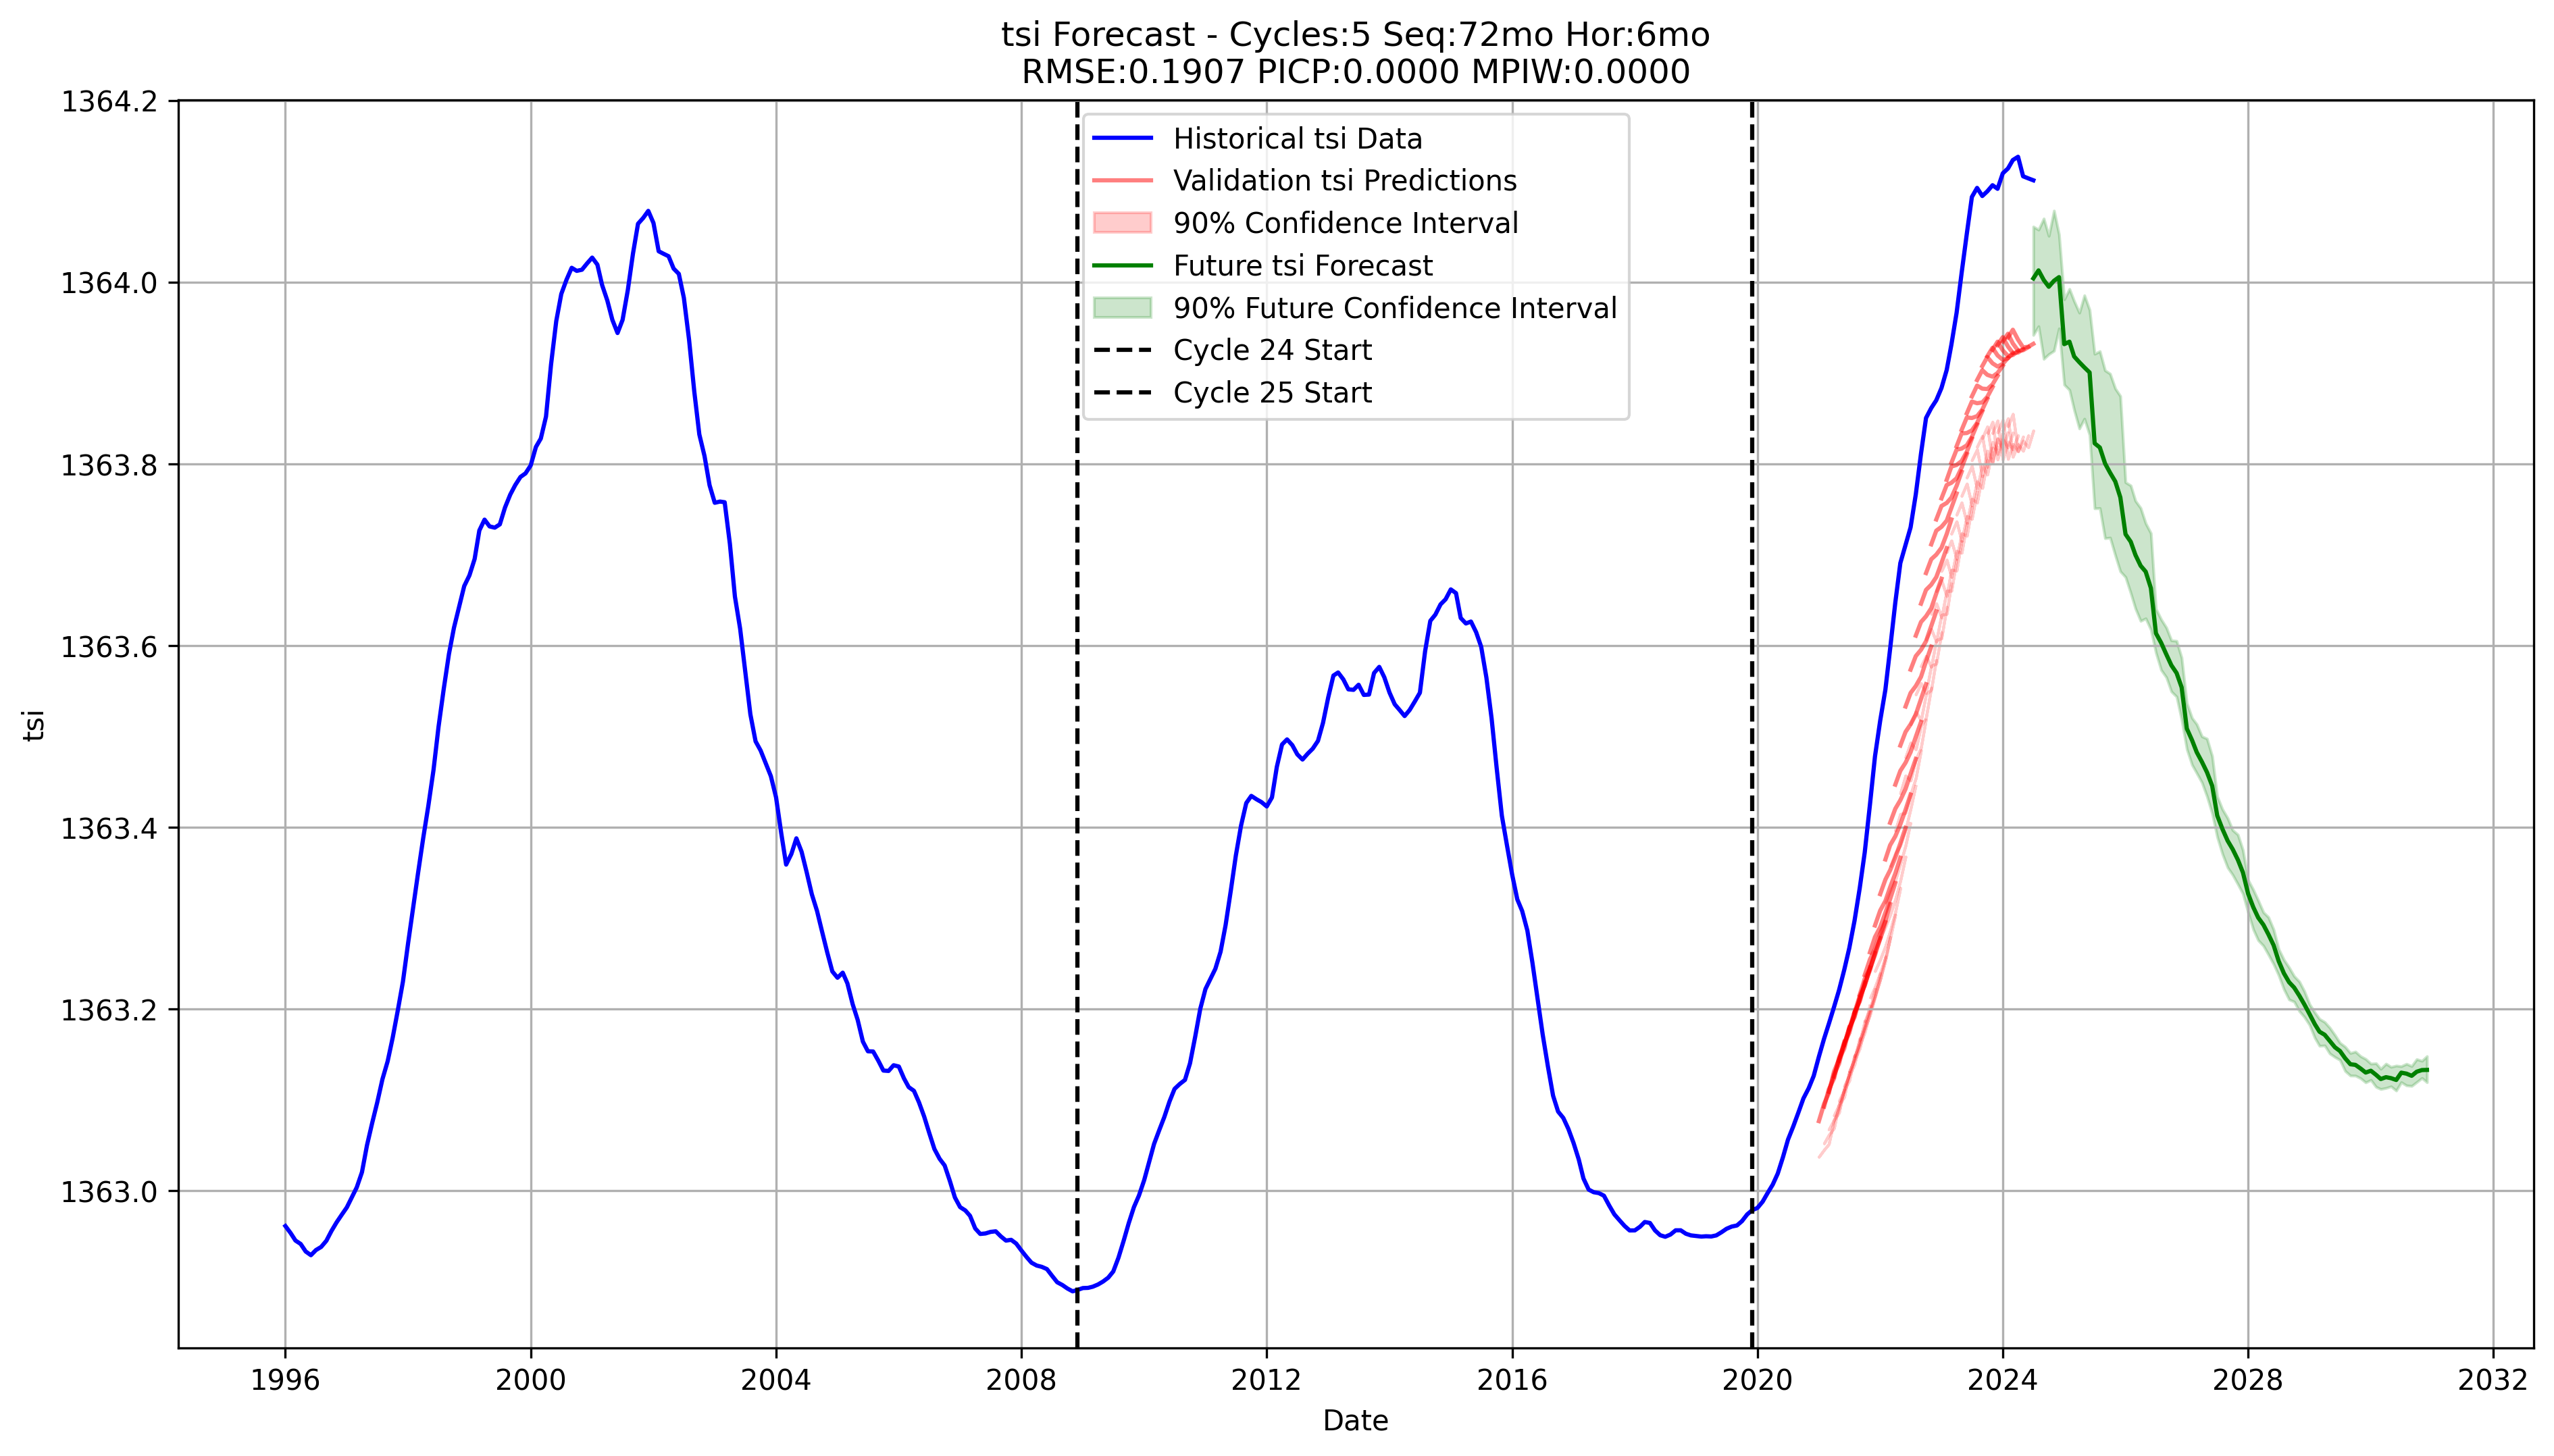 tsi Forecast - Cycles:5 Seq:72mo Hor:6mo
RMSE:0.1907 PICP:0.0000 MPIW:0.0000
1364.2
1364.0
1363.8
1363.6
1363.4
1363.2
1363.0
tsi
Historical tsi Data
Validation tsi Predictions
90% Confidence Interval
Future tsi Forecast
90% Future Confidence Interval
Cycle 24 Start
Cycle 25 Start
1996
2000
2004
2008
2012
2016
2020
2024
2028
2032
Date